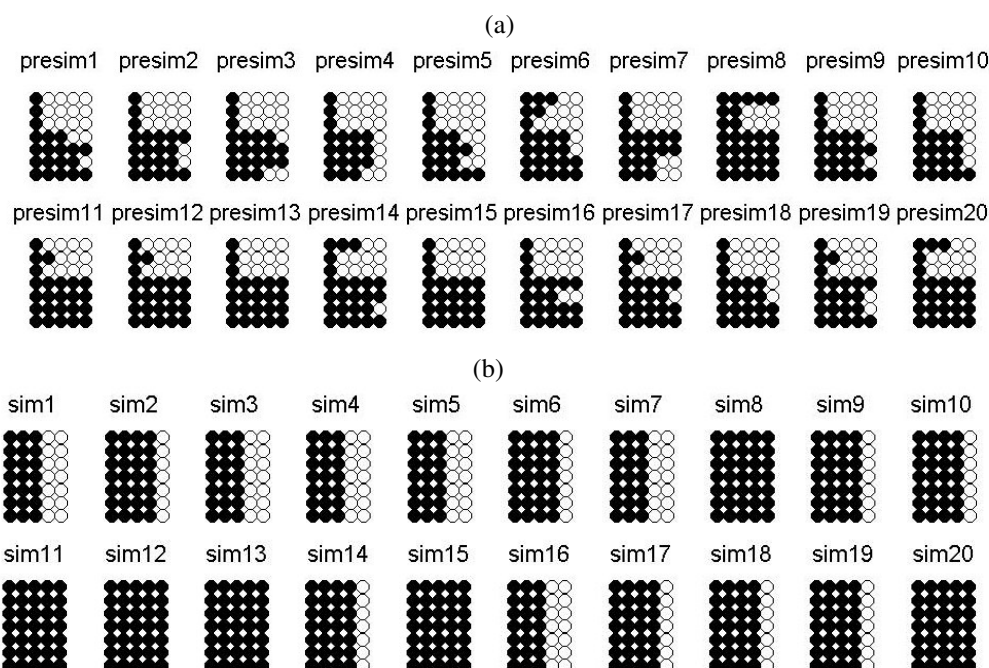 (a)
presim1 presim2 presim3 presim4 presim5 presim6 presim7 presim8 presim9 presim10
presim11 presim12 presim13 presim14 presim15 presim16 presim17 presim18 presim19 presim20
(b)
sim1 sim2 sim3 sim4 sim5 sim6 sim7 sim8 sim9 sim10
sim11 sim12 sim13 sim14 sim15 sim16 sim17 sim18 sim19 sim20